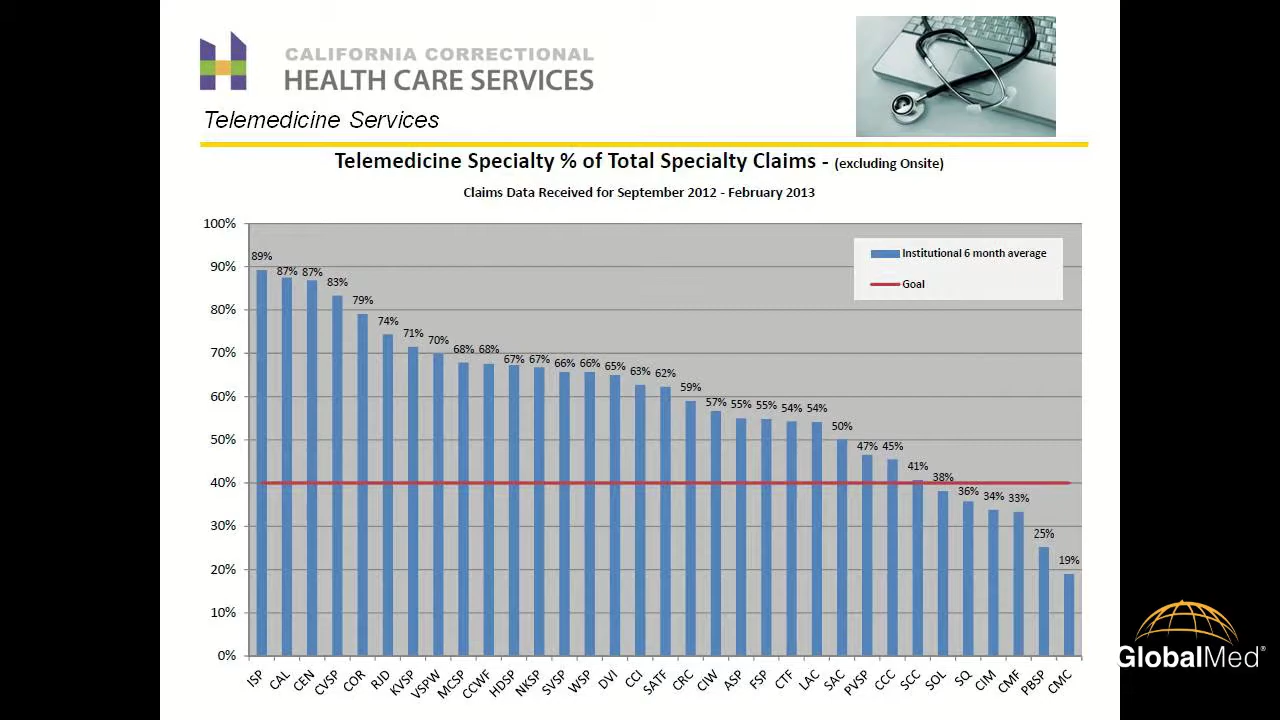 CALIFORNIA CORRECTIONAL
HEALTH CARE SERVICES
Telemedicine Services
Telemedicine Specialty % of Total Specialty Claims - (excluding Onsite)
Claims Data Received for September 2012 - February 2013
100%
90%
80%
70%
60%
50%
40%
30%
20%
10%
0%
Institutional 6 month average
Goal
89% 87% 87% 83% 79% 74% 71% 70% 68% 68% 67% 67% 66% 66% 65% 63% 62% 59% 57% 55% 55% 54% 54% 50% 47% 45% 41% 38% 36% 34% 33% 25% 19%
ISP CAL CEN CVSP COR RJD KVSP VSPW MCSP CCWF HDSP NKSP SVSP WSP DVI CCI SATF CRC CIW ASP FSP CTF LAC SAC PVSP CCC SCC SOL SQ CIM CMF PBSP CMC
GlobalMed®